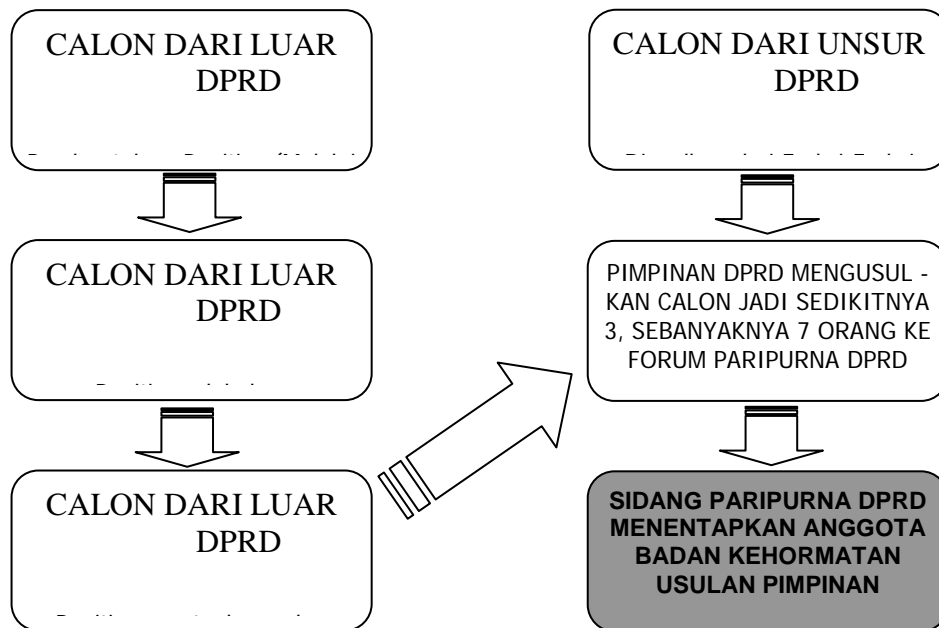 CALON DARI LUAR
DPRD
CALON DARI LUAR
DPRD
CALON DARI LUAR
DPRD
CALON DARI UNSUR
DPRD
PIMPINAN DPRD MENGUSUL -
KAN CALON JADI SEDIKITNYA
3, SEBANYAKNYA 7 ORANG KE
FORUM PARIPURNA DPRD
SIDANG PARIPURNA DPRD
MENENTAPKAN ANGGOTA
BADAN KEHORMATAN
USULAN PIMPINAN